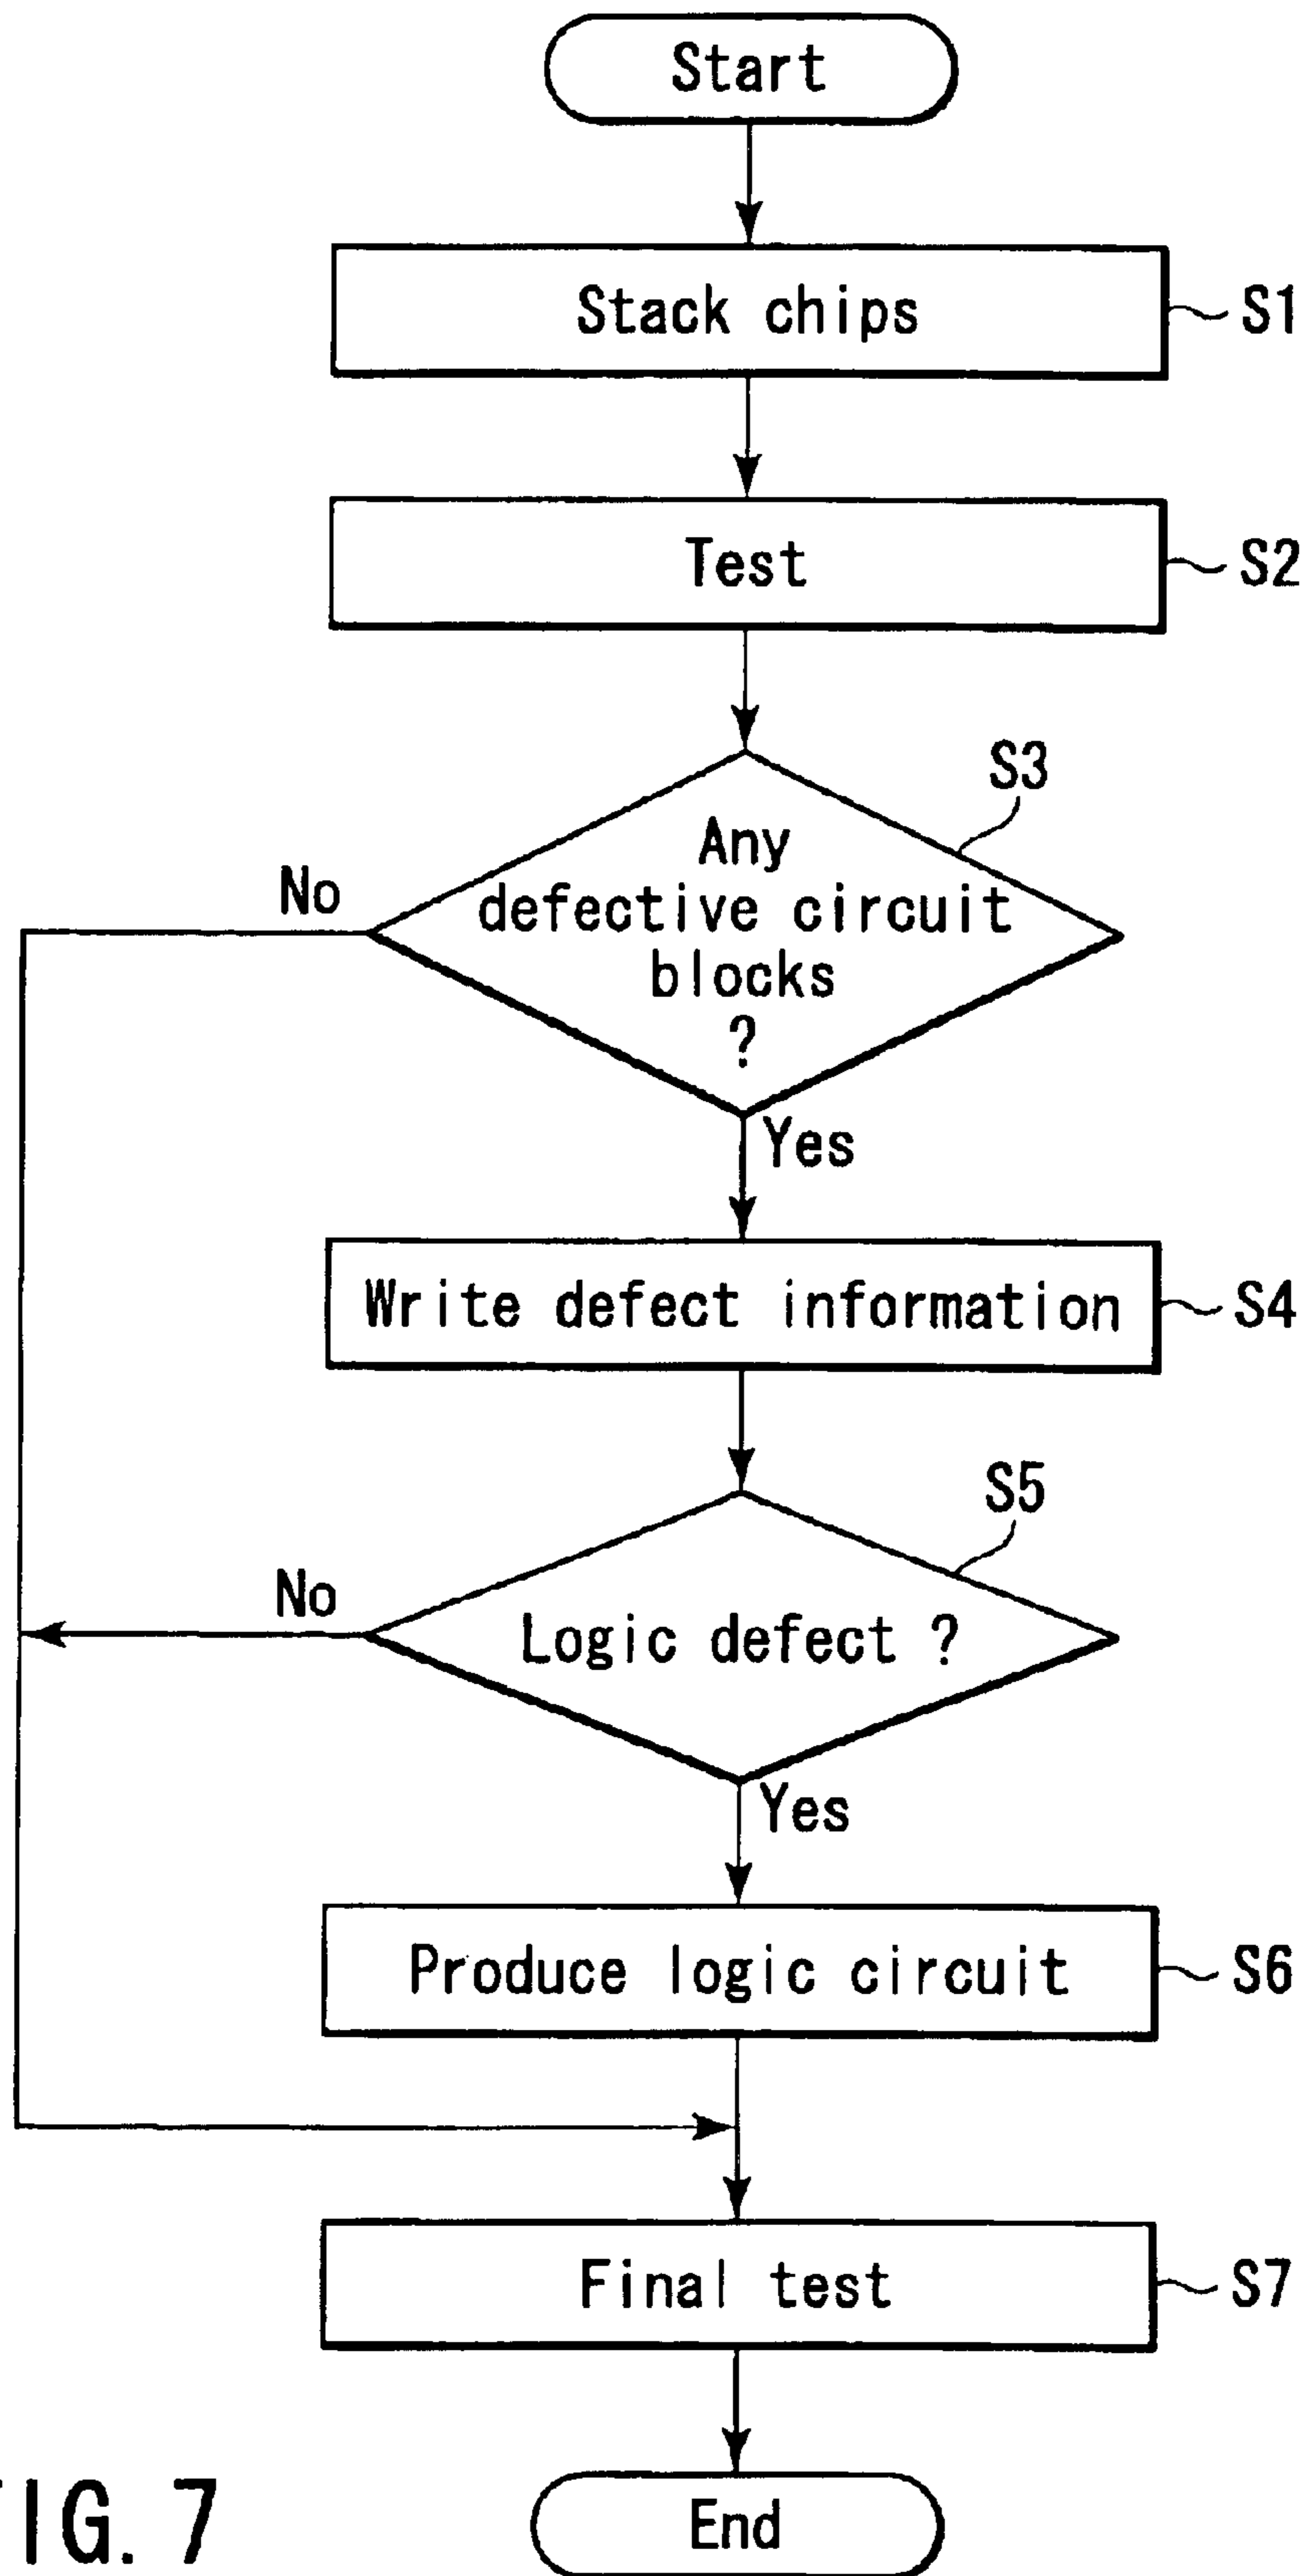 Start
Stack chips
S1
Test
S2
S3
Any
defective circuit
blocks
?
No
Yes
Write defect information
S4
S5
Logic defect ?
No
Yes
Produce logic circuit
S6
Final test
S7
End
FIG. 7